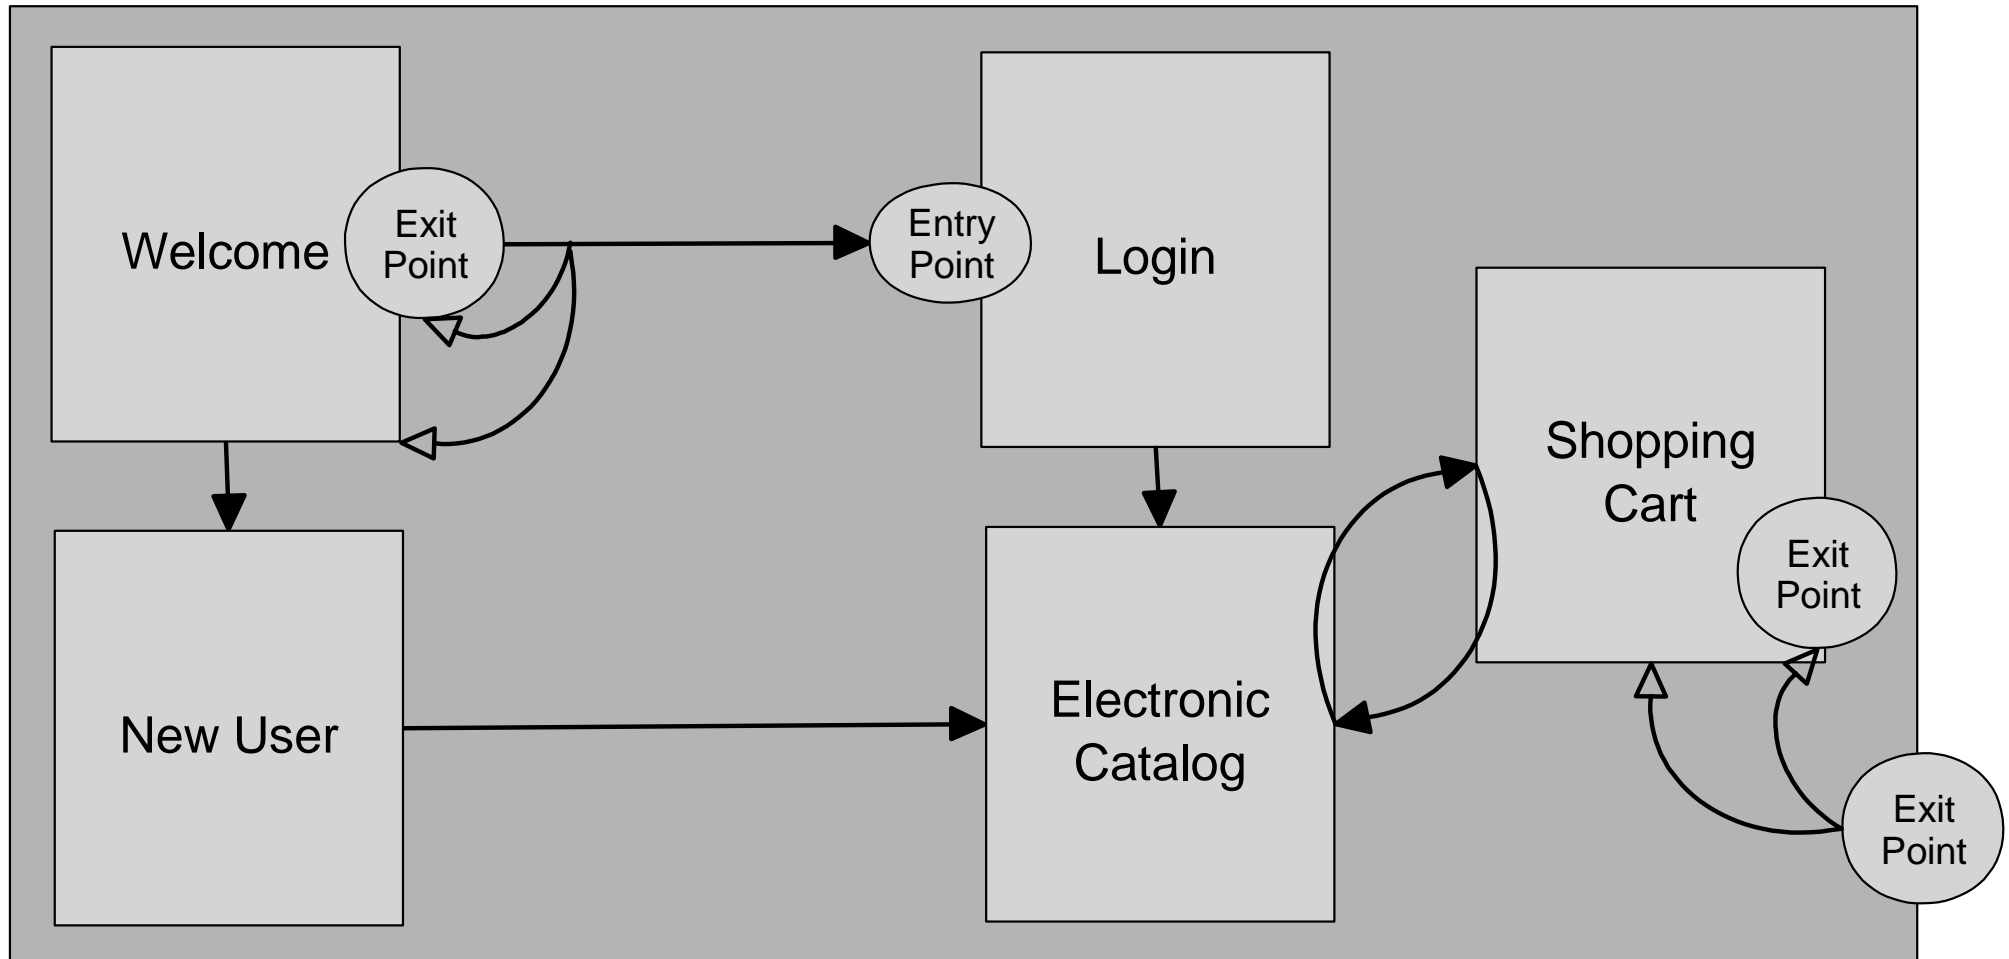 Welcome
Exit
Point
Entry
Point
Login
Shopping
Cart
Exit
Point
New User
Electronic
Catalog
Exit
Point